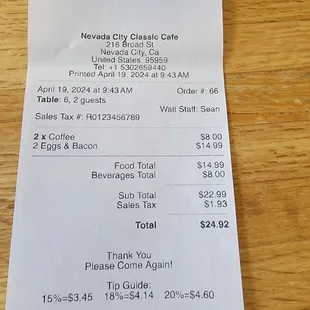 Nevada City Classic Cafe
216 Broad St
Nevada City, Ca
United States, 95959
Tel: +1 5302659440
Printed April 19, 2024 at 9:43 AM
April 19, 2024 at 9:43 AM Order #: 66
Table: 6, 2 guests
Wait Staff: Sean
Sales Tax #: R0123456789
2 x Coffee $8.00
2 Eggs & Bacon $14.99
Food Total $14.99
Beverages Total $8.00
Sub Total $22.99
Sales Tax $1.93
Total $24.92
Thank You
Please Come Again!
Tip Guide:
15%=$3.45 18%=$4.14 20%=$4.60